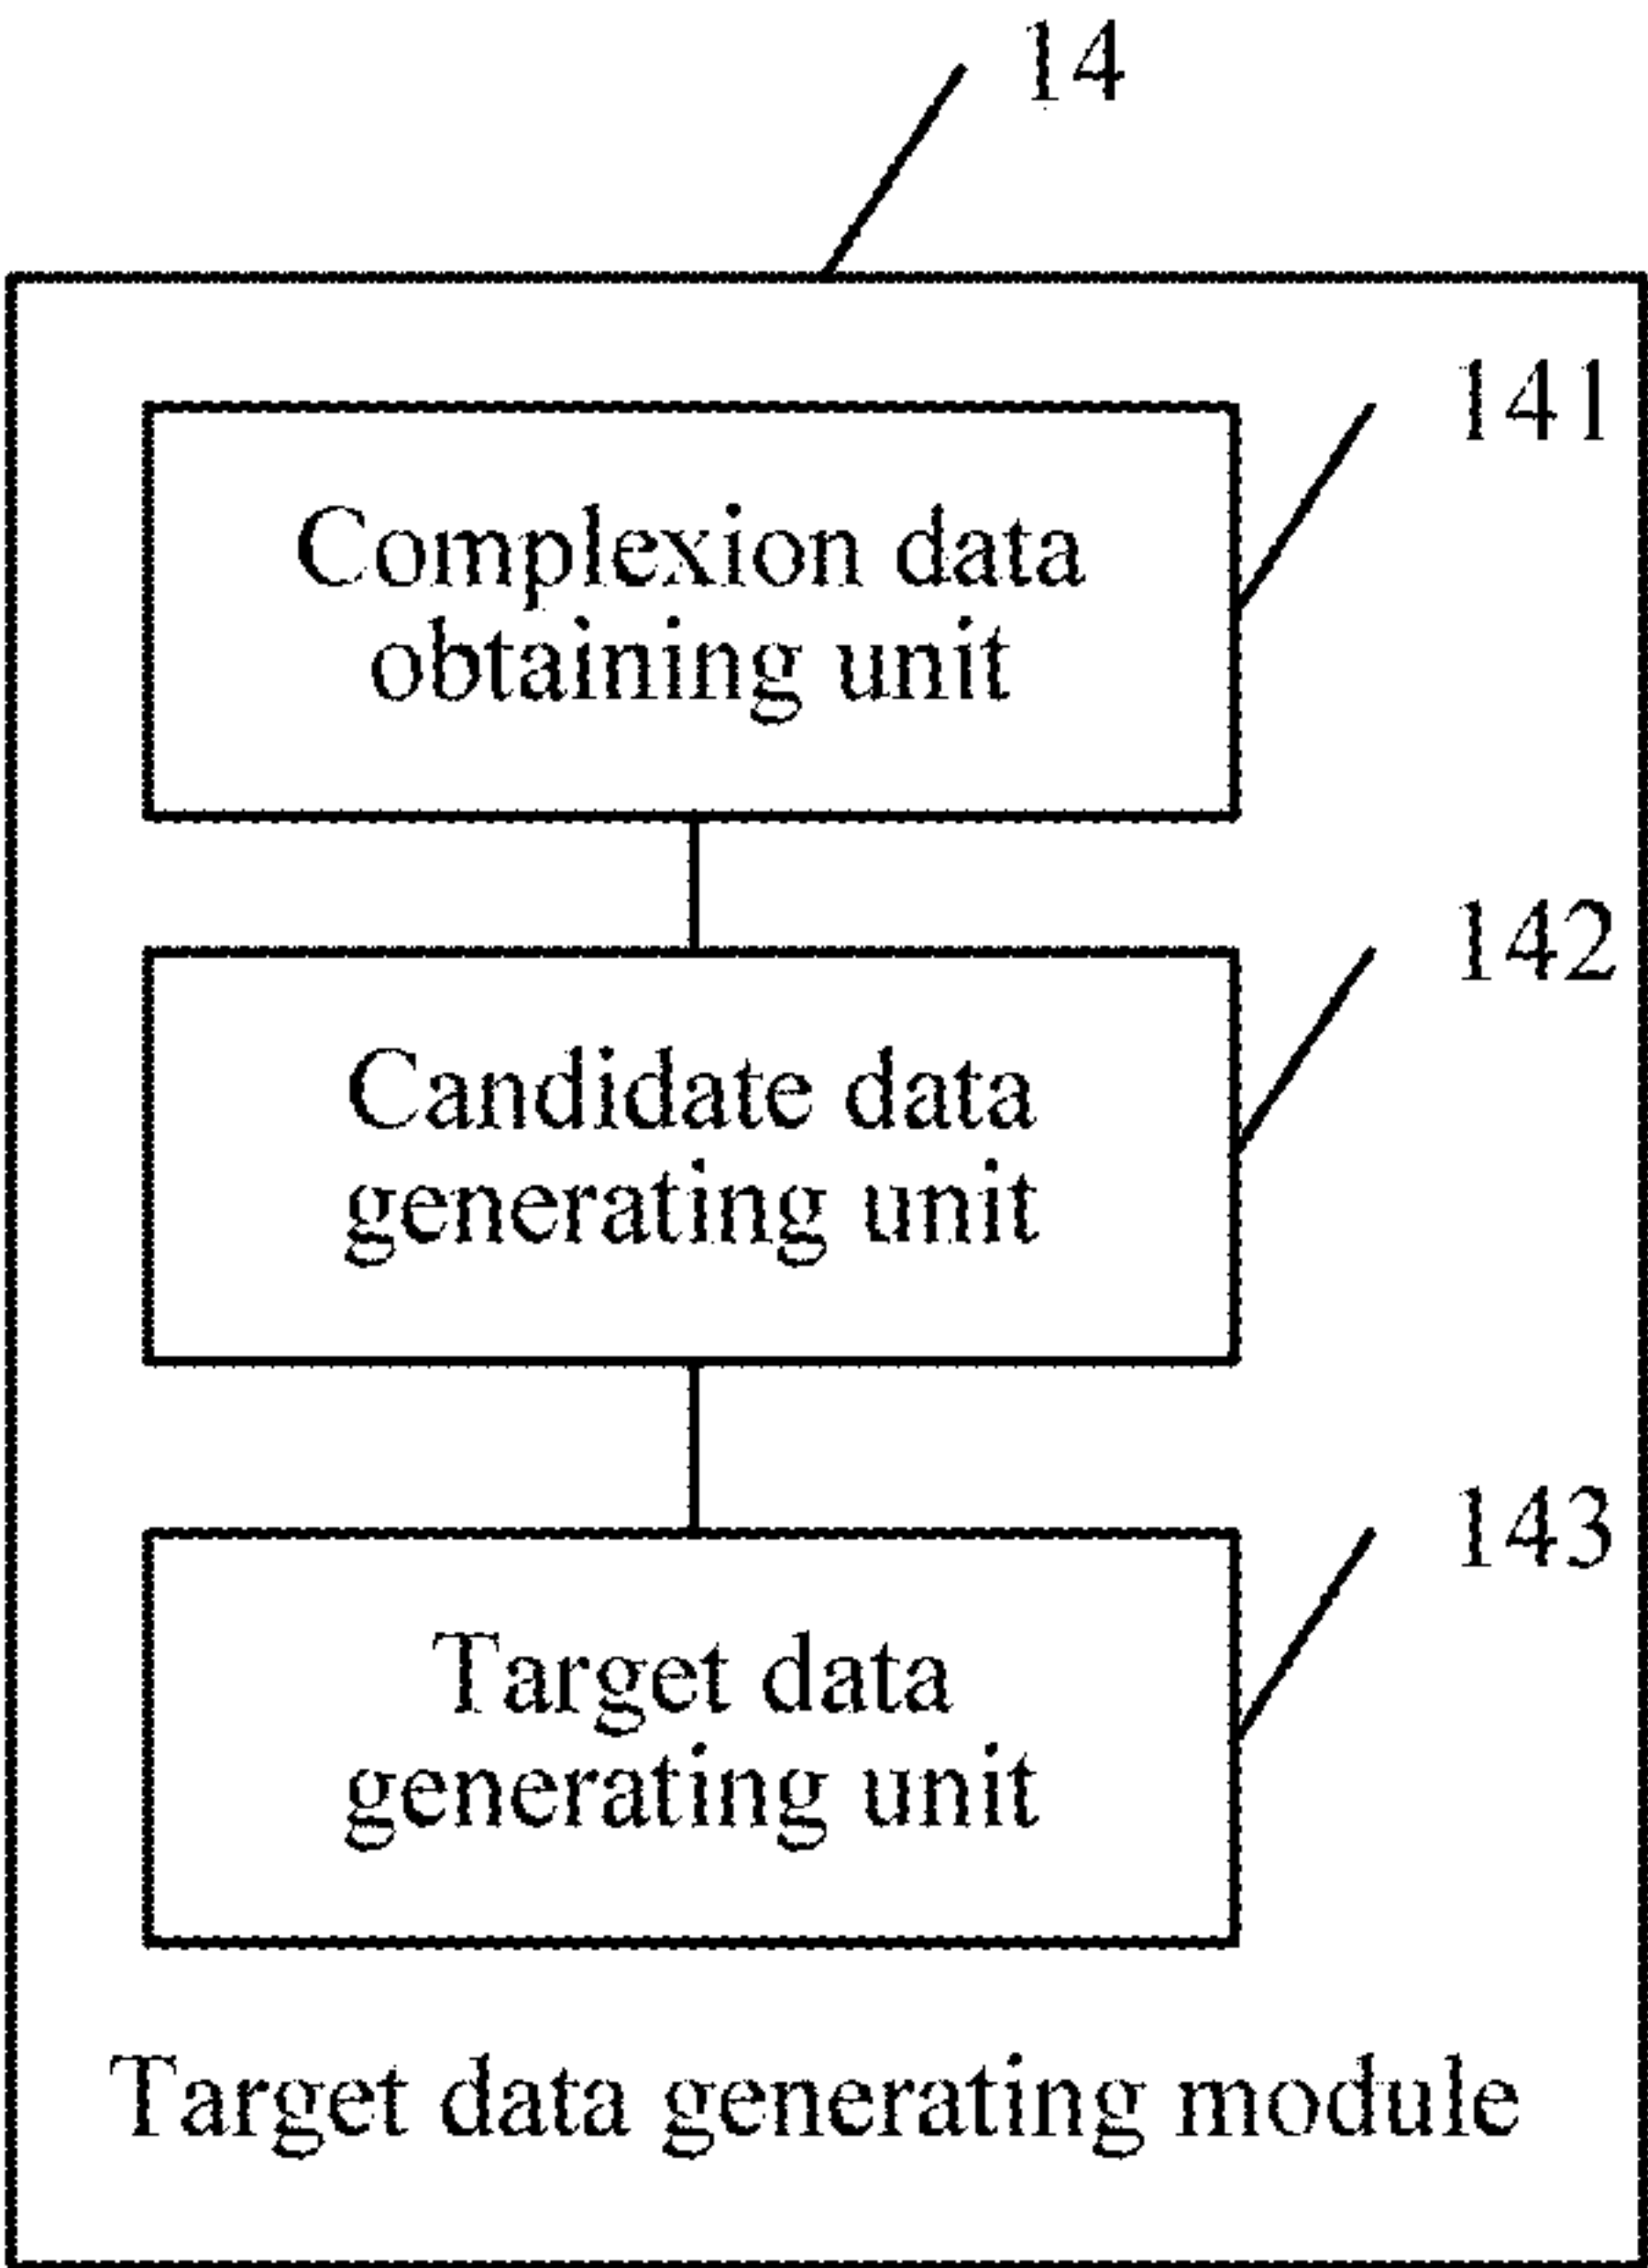 14
141
Complexion data
obtaining unit
142
Candidate data
generating unit
143
Target data
generating unit
Target data generating module